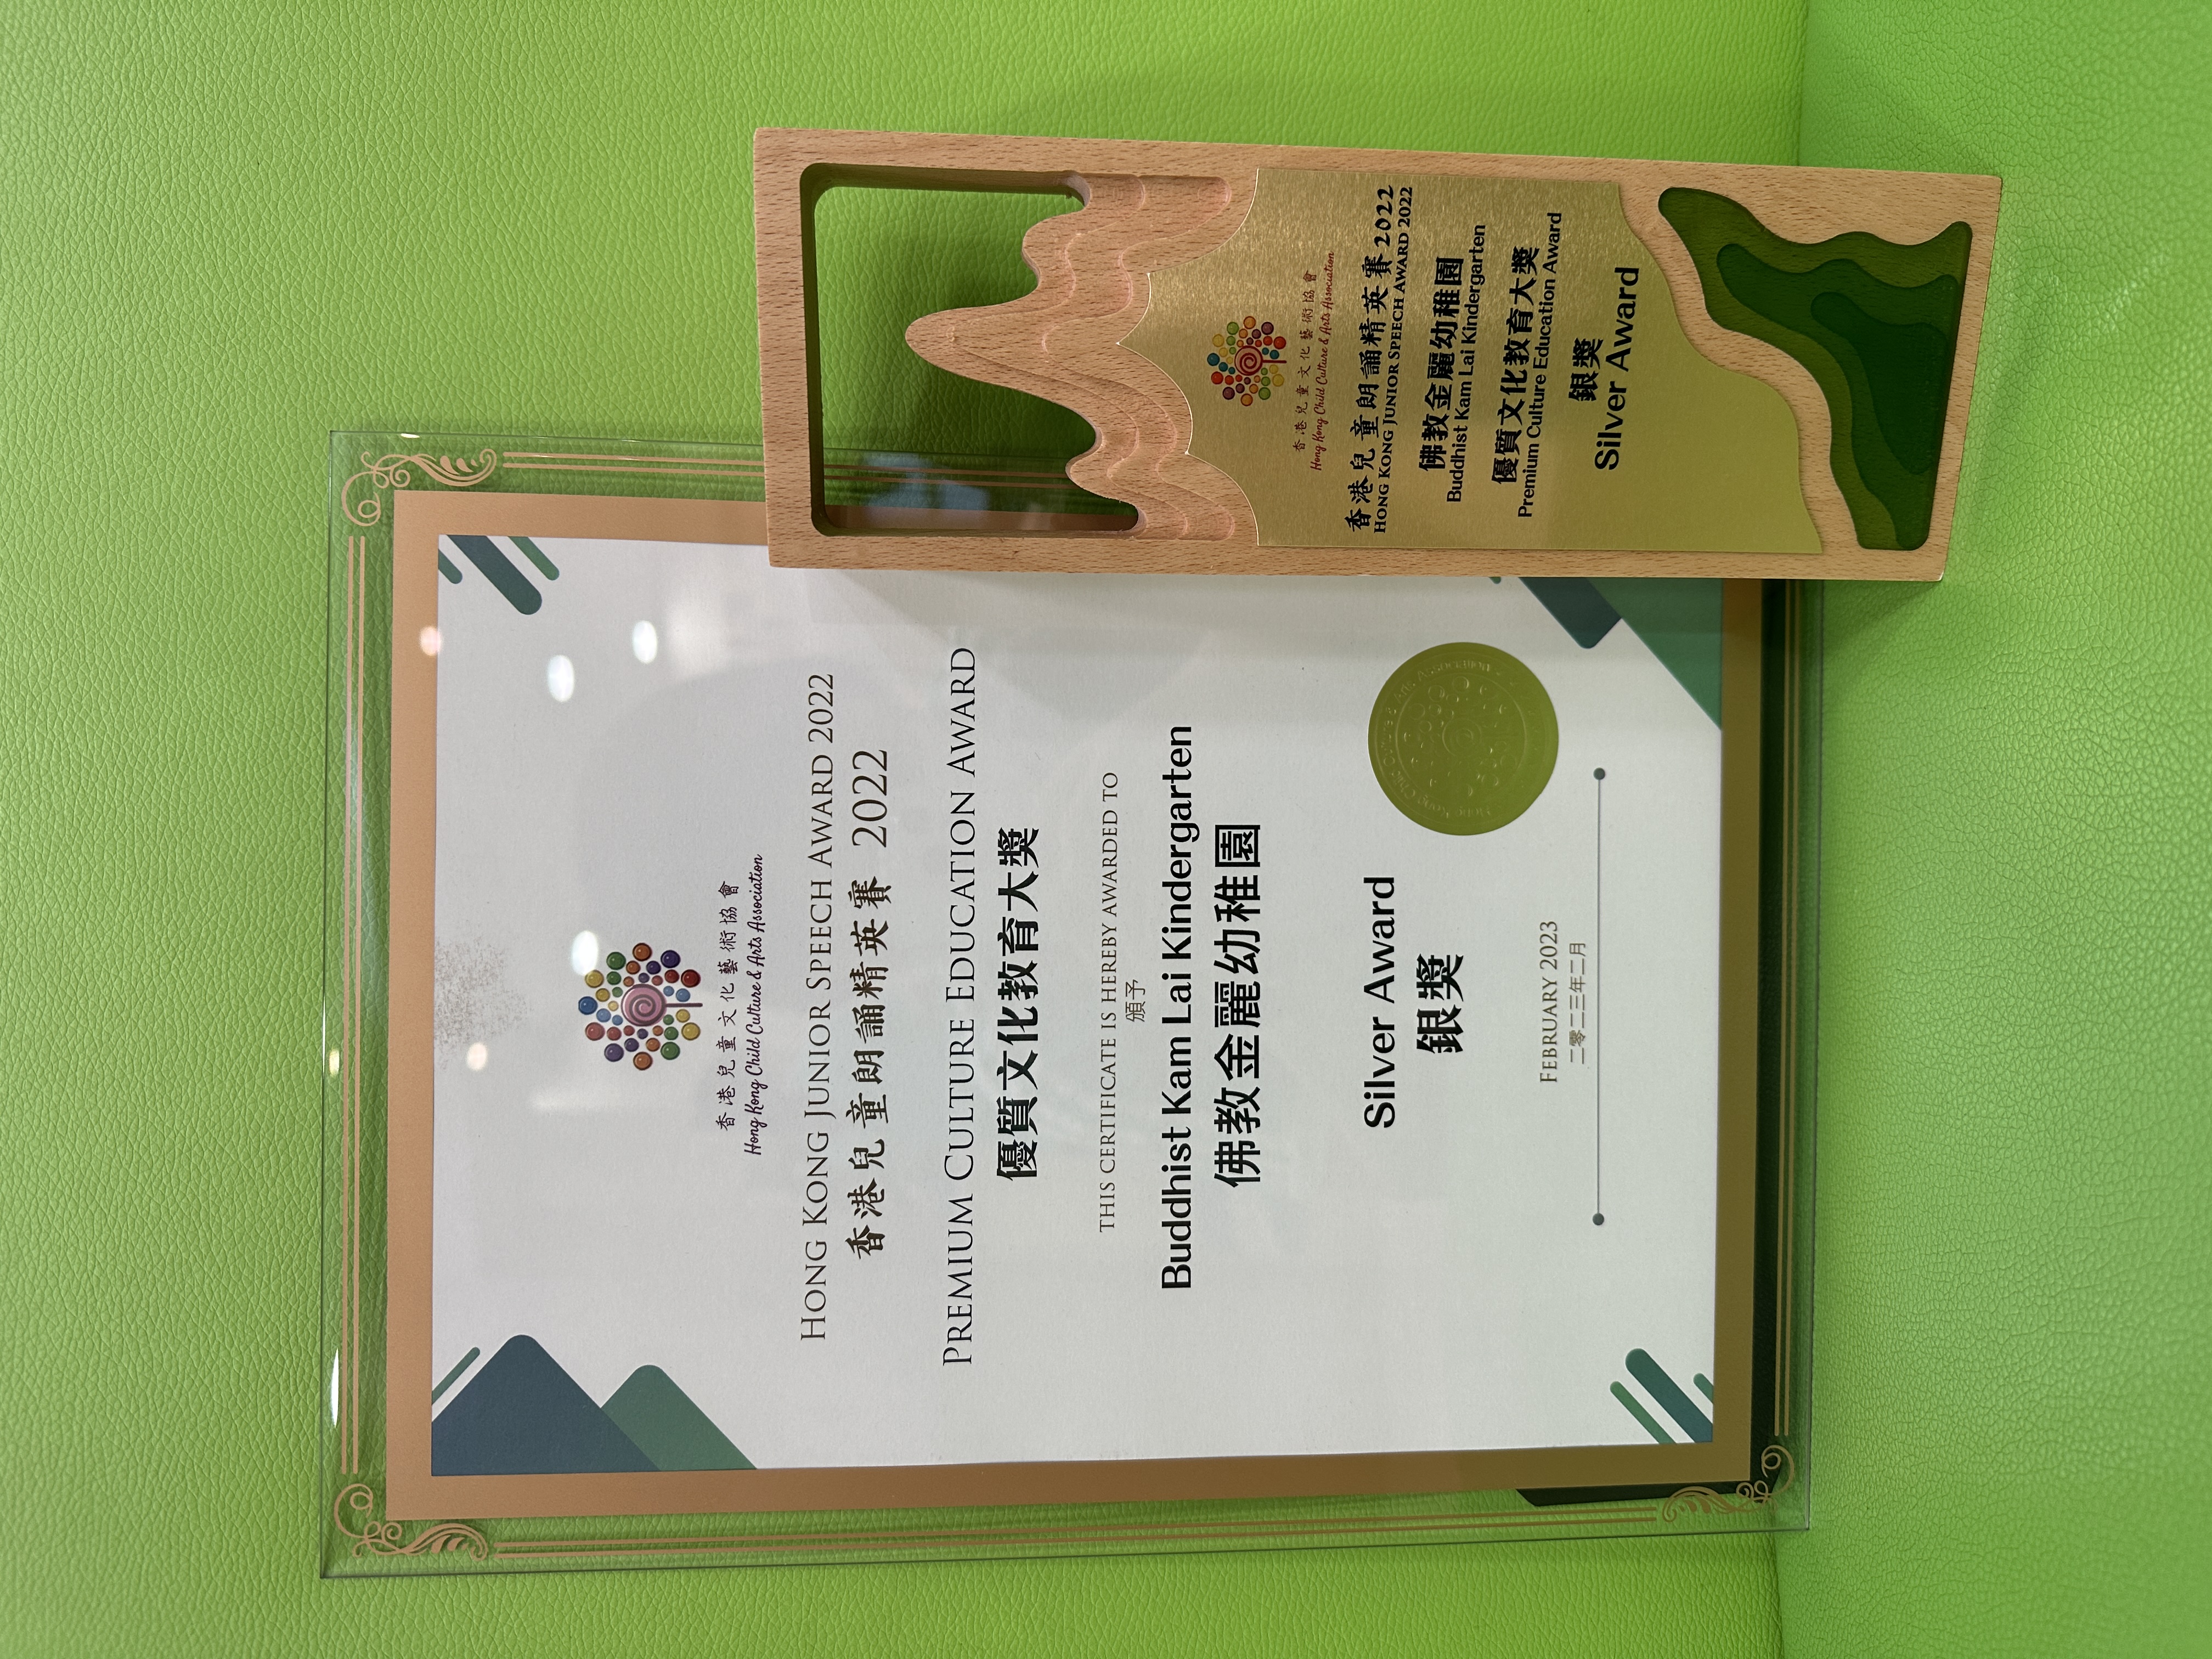 香港兒童文化藝術協會
Hong Kong Child Culture & Arts Association
HONG KONG JUNIOR SPEECH AWARD 2022
香港兒童朗誦精英賽 2022
PREMIUM CULTURE EDUCATION AWARD
優質文化教育大獎
THIS CERTIFICATE IS HEREBY AWARDED TO
頒予
Buddhist Kam Lai Kindergarten
佛教金麗幼稚園
Silver Award
銀獎
FEBRUARY 2023
二零二三年二月
香港兒童文化藝術協會
Hong Kong Child Culture & Arts Association
香港兒童朗誦精英賽 2022
HONG KONG JUNIOR SPEECH AWARD 2022
佛教金麗幼稚園
Buddhist Kam Lai Kindergarten
優質文化教育大獎
Premium Culture Education Award
銀獎
Silver Award